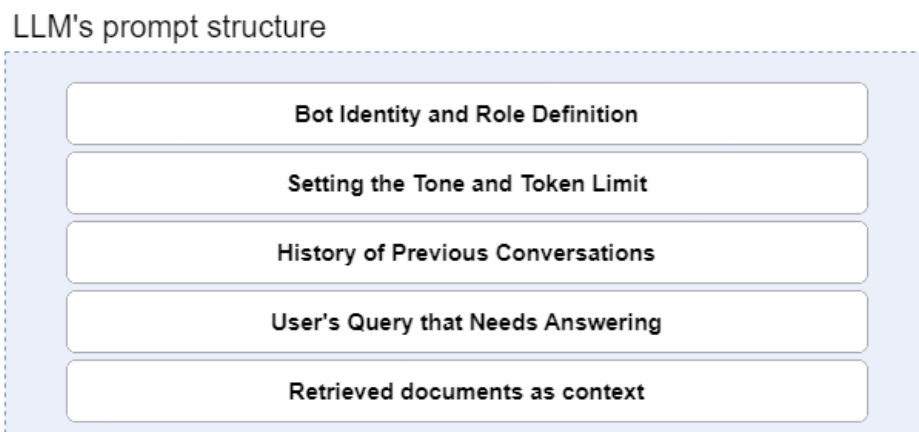 LLM's prompt structure
Bot Identity and Role Definition
Setting the Tone and Token Limit
History of Previous Conversations
User's Query that Needs Answering
Retrieved documents as context